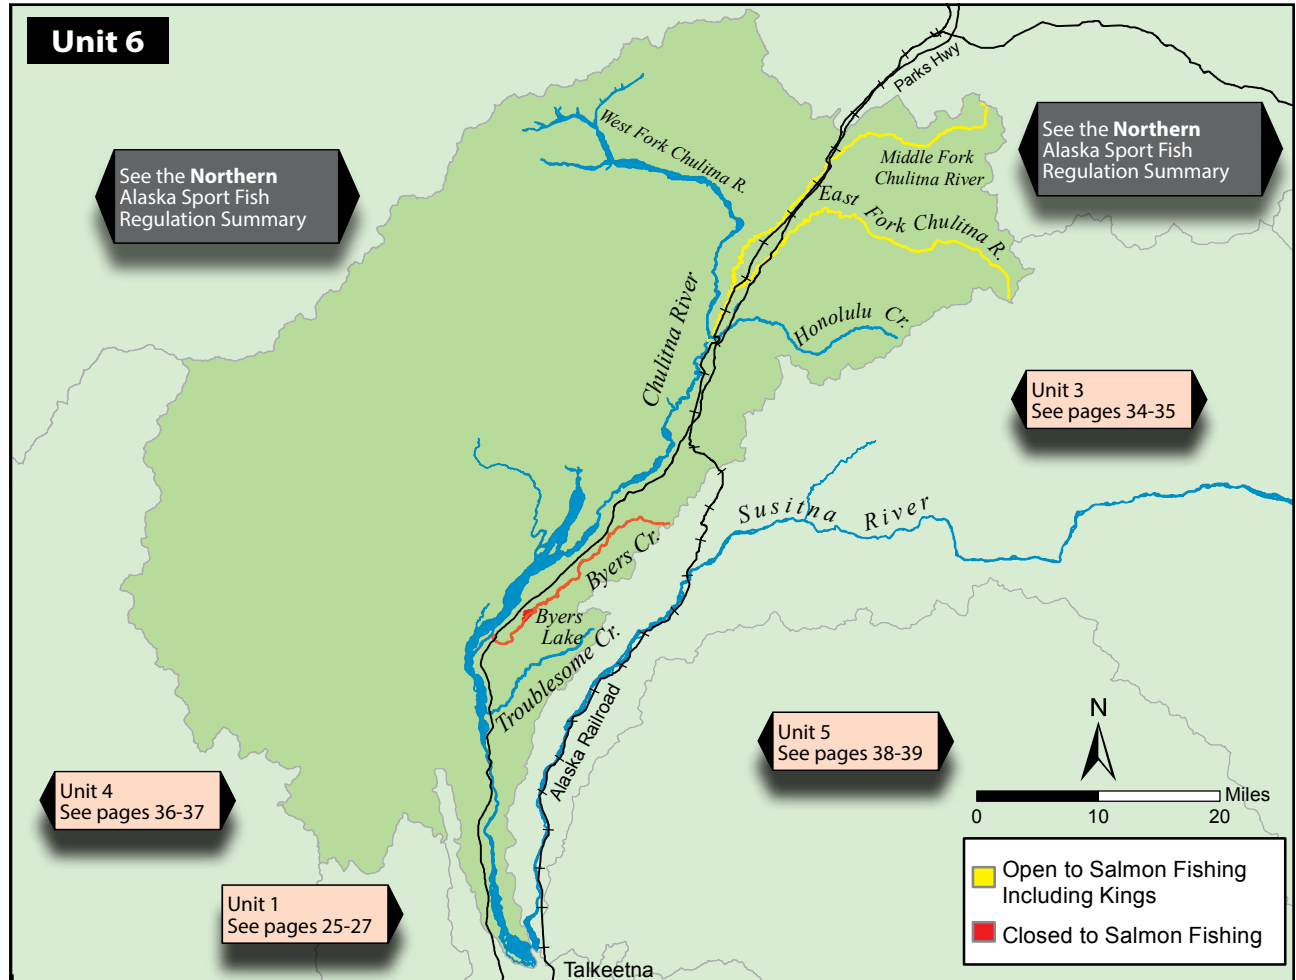 Unit 6
Parks Hwy
See the Northern
Alaska Sport Fish
Regulation Summary
See the Northern
Alaska Sport Fish
Regulation Summary
West Fork Chulitna R.
Middle Fork
Chulitna River
East Fork Chulitna R.
Chulitna River
Honolulu Cr.
Unit 3
See pages 34-35
Susitna River
Byers Cr.
Byers
Lake
Troublesome Cr.
Alaska Railroad
Unit 5
See pages 38-39
N
Miles
0 10 20
Unit 4
See pages 36-37
Unit 1
See pages 25-27
Open to Salmon Fishing
Including Kings
Closed to Salmon Fishing
Talkeetna